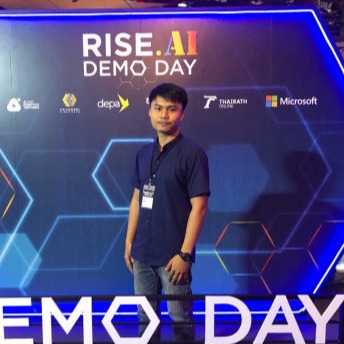 RISE.AI
DEMO DAY
depa
THAIRATH
ONLINE
Microsoft
EMO DAY